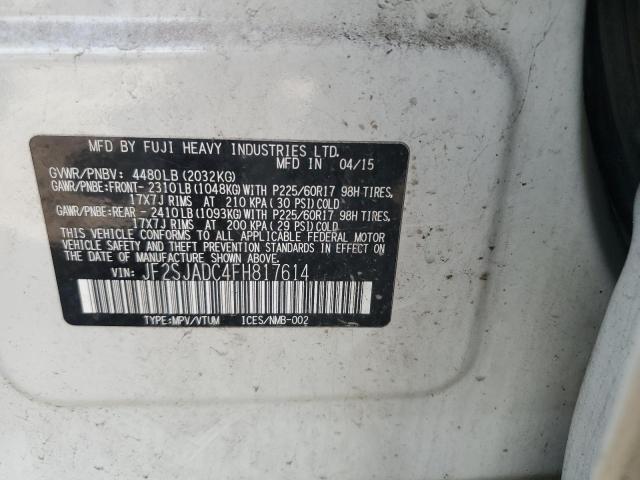 MFD BY FUJI HEAVY INDUSTRIES LTD.
MFD IN 04/15
GVWR/PNBV: 4480LB (2032KG)
GAWR/PNBE:FRONT- 2310LB(1048KG)WITH P225/60R17 98H TIRES,
17X7J RIMS AT 210 KPA( 30 PSI)COLD
GAWR/PNBE:REAR - 2410LB(1093KG)WITH P225/60R17 98H TIRES,
17X7J RIMS AT 200 KPA( 29 PSI)COLD
THIS VEHICLE CONFORMS TO ALL APPLICABLE FEDERAL MOTOR
VEHICLE SAFETY AND THEFT PREVENTION STANDARDS IN EFFECT ON
THE DATE OF MANUFACTURE SHOWN ABOVE.
VIN: JF2SJADC4FH817614
TYPE:MPV/VTUM ICES/NMB-002